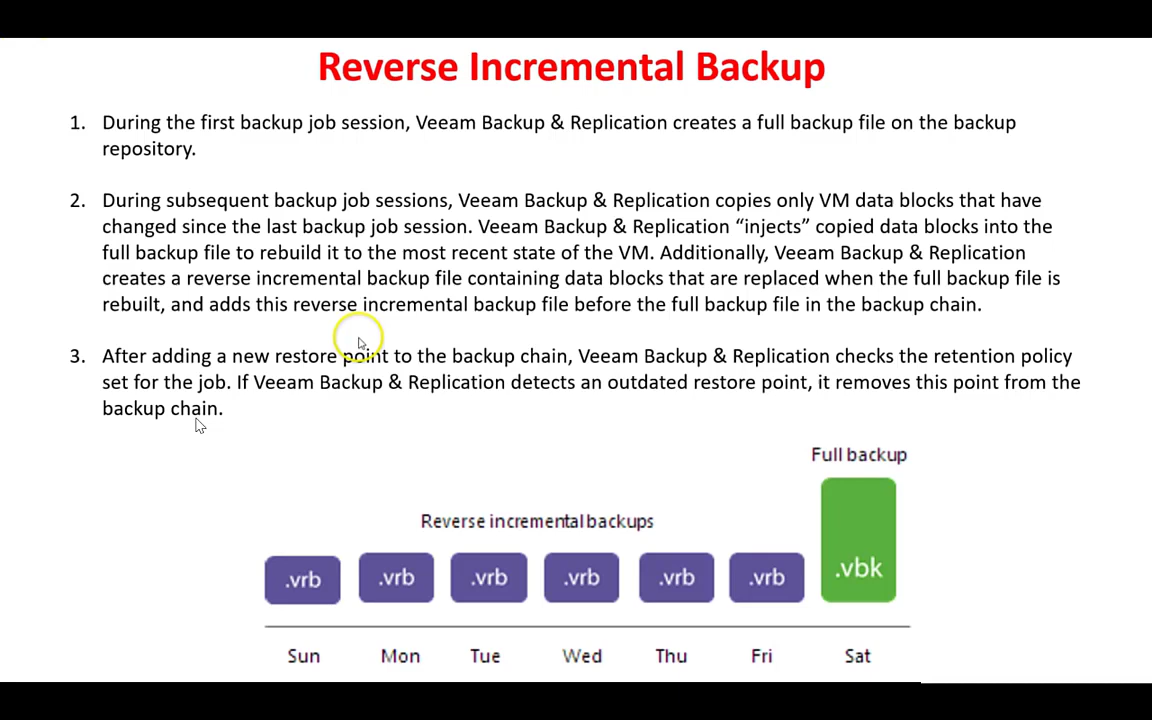 Reverse Incremental Backup
1. During the first backup job session, Veeam Backup & Replication creates a full backup file on the backup
repository.
2. During subsequent backup job sessions, Veeam Backup & Replication copies only VM data blocks that have
changed since the last backup job session. Veeam Backup & Replication “injects” copied data blocks into the
full backup file to rebuild it to the most recent state of the VM. Additionally, Veeam Backup & Replication
creates a reverse incremental backup file containing data blocks that are replaced when the full backup file is
rebuilt, and adds this reverse incremental backup file before the full backup file in the backup chain.
3. After adding a new restore point to the backup chain, Veeam Backup & Replication checks the retention policy
set for the job. If Veeam Backup & Replication detects an outdated restore point, it removes this point from the
backup chain.
Full backup
Reverse incremental backups
.vrb .vrb .vrb .vrb .vrb .vrb .vbk
Sun Mon Tue Wed Thu Fri Sat